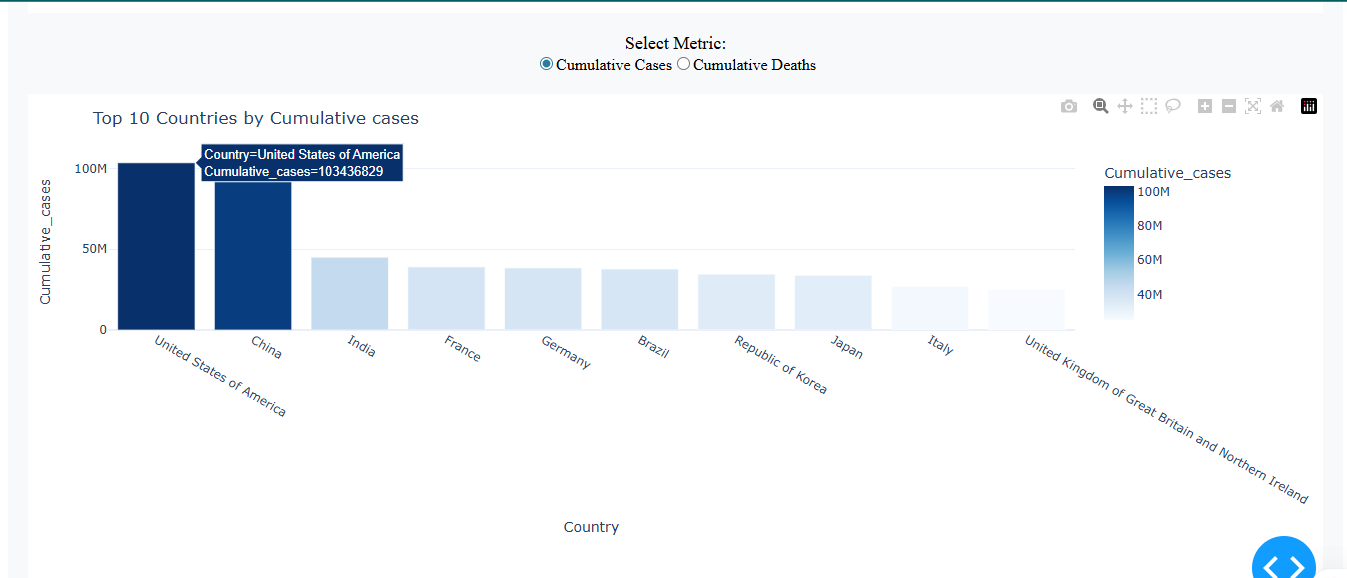 Select Metric:
Cumulative Cases Cumulative Deaths
Top 10 Countries by Cumulative cases
Country=United States of America
Cumulative_cases=103436829
100M
50M
0
Cumulative_cases
United States of America
China
India
France
Germany
Brazil
Republic of Korea
Japan
Italy
United Kingdom of Great Britain and Northern Ireland
Country
Cumulative_cases
100M
80M
60M
40M